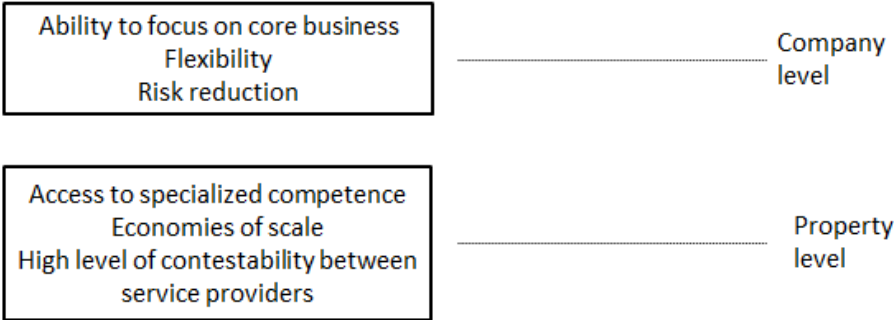 Ability to focus on core business
Flexibility
Risk reduction
Company
level
Access to specialized competence
Economies of scale
High level of contestability between
service providers
Property
level